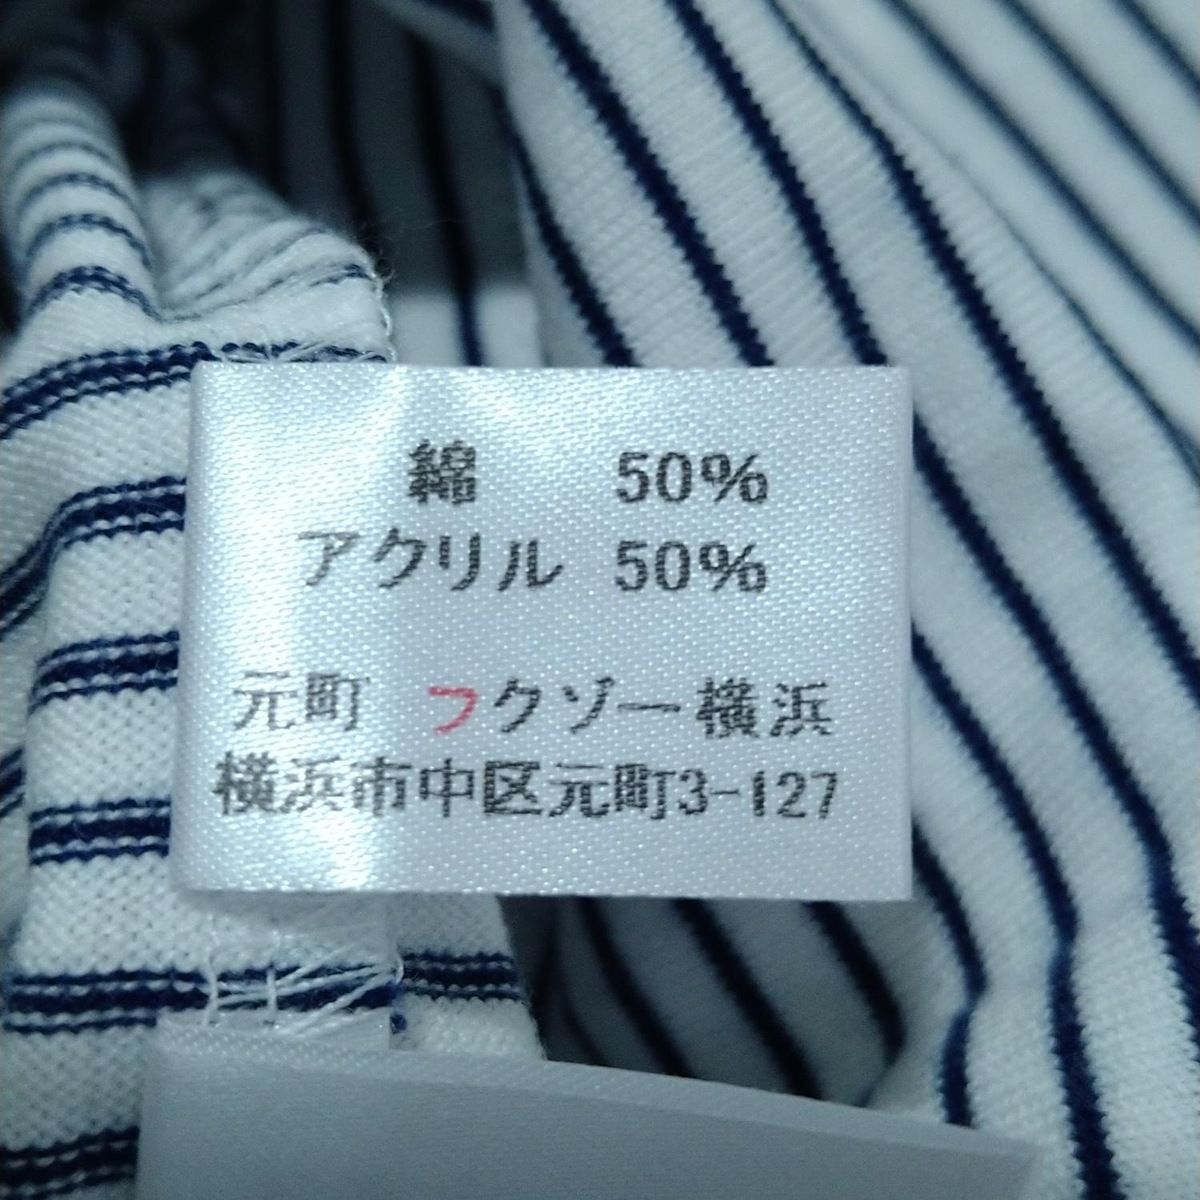 綿 50%
アクリル 50%
元町 フクゾー横浜
横浜市中区元町3-127